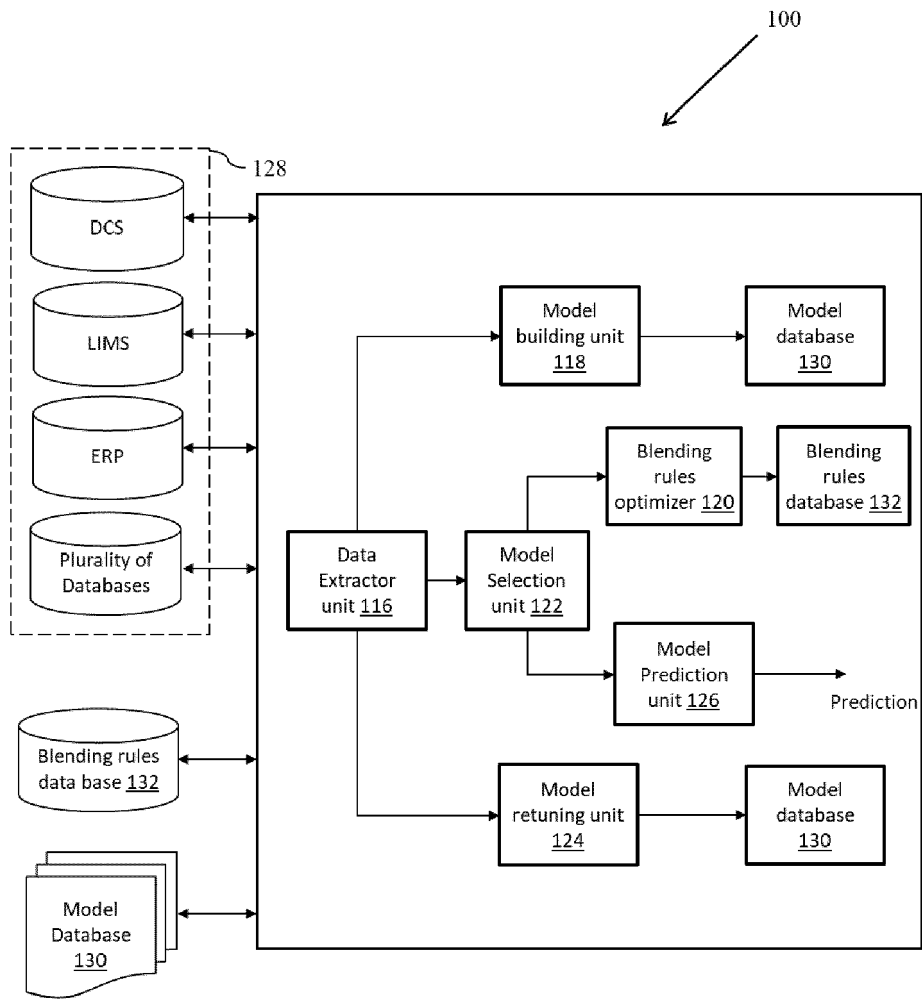 100
128
DCS
LIMS
ERP
Plurality of
Databases
Blending rules
data base 132
Model
Database
130
Model
building unit
118
Model
database
130
Blending
rules
optimizer 120
Blending
rules
database 132
Data
Extractor
unit 116
Model
Selection
unit 122
Model
Prediction
unit 126
Prediction
Model
retuning unit
124
Model
database
130